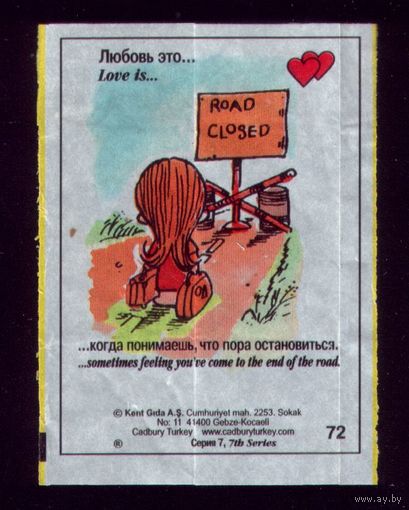 Любовь это...
Love is...
ROAD
CLOSED
...когда понимаешь, что пора остановиться.
...sometimes feeling you've come to the end of the road.
© Kent Gıda A.Ş. Cumhuriyet mah. 2253. Sokak
No: 11 41400 Gebze-Kocaeli
Cadbury Turkey www.cadburyturkey.com
® Серия 7, 7th Series
72
www.ay.by